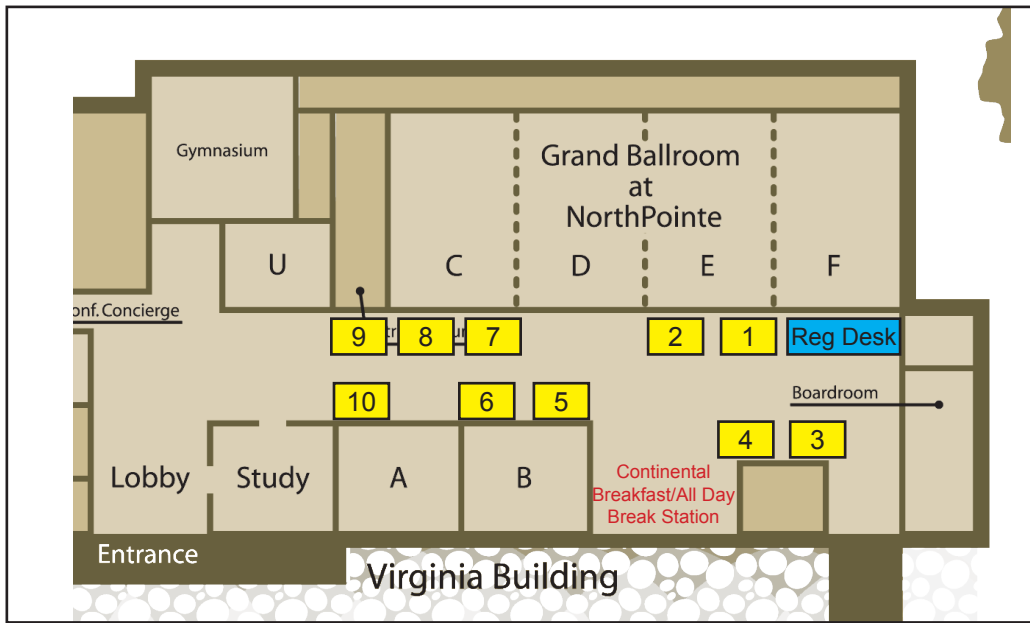 Gymnasium
Grand Ballroom
at
NorthPointe
U
C
D
E
F
onf. Concierge
9
8
7
2
1
Reg Desk
Boardroom
10
6
5
4
3
Lobby
Study
A
B
Continental
Breakfast/All Day
Break Station
Entrance
Virginia Building